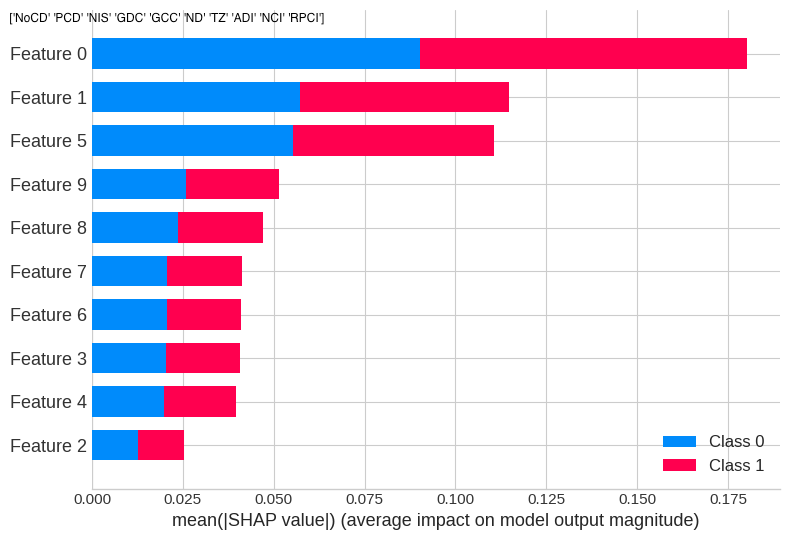 ['NoCD' 'PCD' 'NIS' 'GDC' 'GCC' 'ND' 'TZ' 'ADI' 'NCI' 'RPCI']
Feature 0
Feature 1
Feature 5
Feature 9
Feature 8
Feature 7
Feature 6
Feature 3
Feature 4
Feature 2
Class 0
Class 1
0.000 0.025 0.050 0.075 0.100 0.125 0.150 0.175
mean(|SHAP value|) (average impact on model output magnitude)